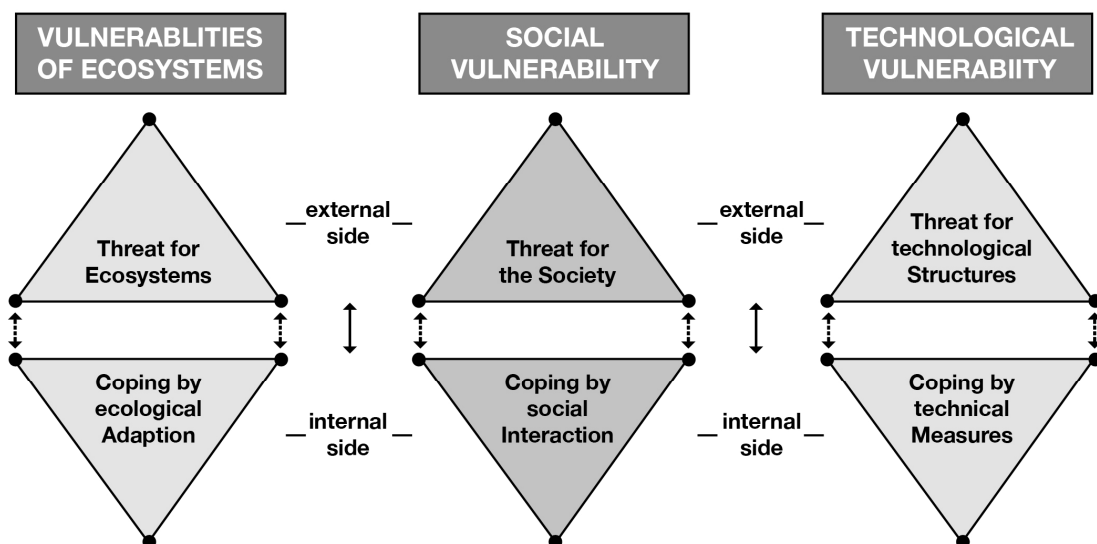 VULNERABLITIES
OF ECOSYSTEMS
SOCIAL
VULNERABILITY
TECHNOLOGICAL
VULNERABIITY
Threat for
Ecosystems
external
side
Threat for
the Society
external
side
Threat for
technological
Structures
Coping by
ecological
Adaption
internal
side
Coping by
social
Interaction
internal
side
Coping by
technical
Measures